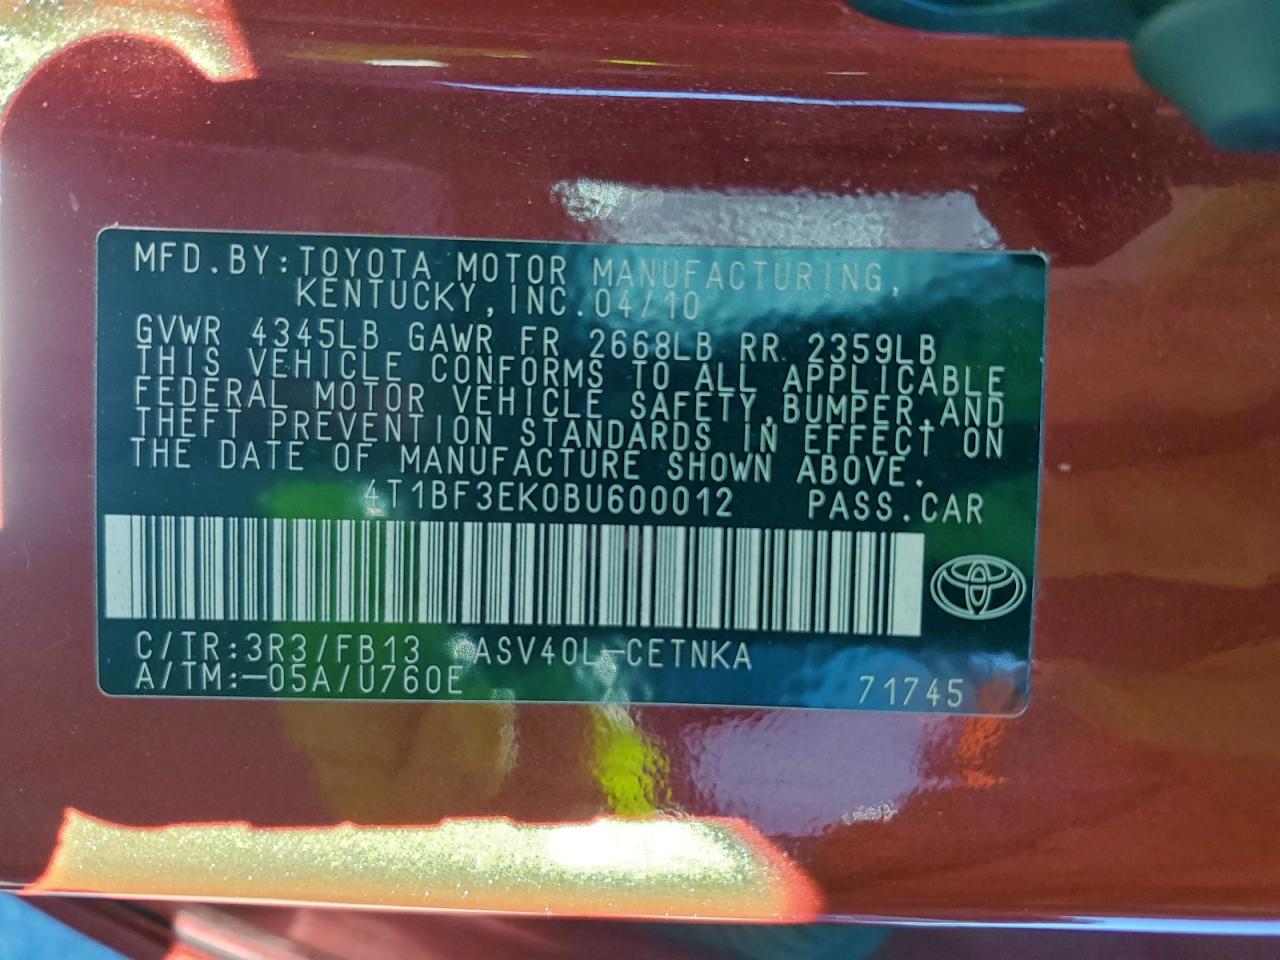 MFD.BY:TOYOTA MOTOR MANUFACTURING,
KENTUCKY,INC.04/10
GVWR 4345LB GAWR FR 2668LB RR 2359LB
THIS VEHICLE CONFORMS TO ALL APPLICABLE
FEDERAL MOTOR VEHICLE SAFETY,BUMPER,AND
THEFT PREVENTION STANDARDS IN EFFECT ON
THE DATE OF MANUFACTURE SHOWN ABOVE.
4T1BF3EK0BU600012 PASS.CAR
C/TR:3R3/FB13 ASV40L-CETNKA
A/TM:-05A/U760E
71745